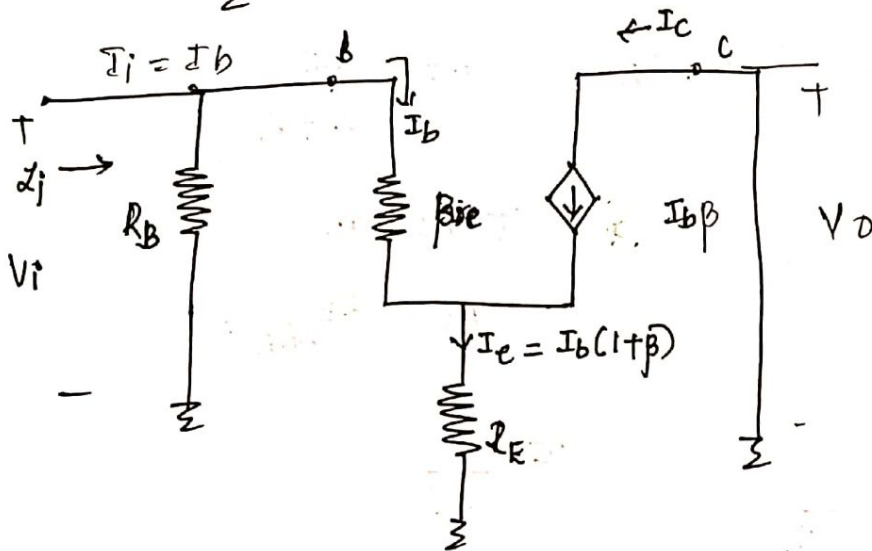 ← Ic
C
Ii = Ib
B
+
Ib
+
Zi →
RB
βre
Ibβ
Vo
Vi
Ie = Ib(1+β)
−
RE
-